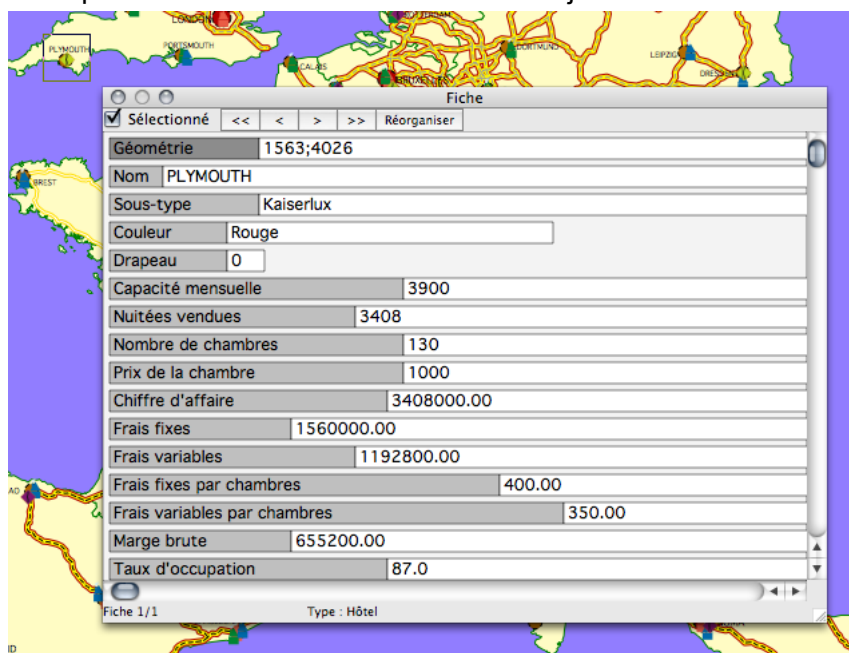 LONDON
ROTTERDAM
PLYMOUTH
PORTSMOUTH
DORTMUND
LEIPZIG
CALAIS
BRUXELLES
Fiche
Sélectionné << < > >> Réorganiser
Géométrie 1563;4026
Nom PLYMOUTH
Sous-type Kaiserlux
BREST
Couleur Rouge
Drapeau 0
Capacité mensuelle 3900
Nuitées vendues 3408
Nombre de chambres 130
Prix de la chambre 1000
Chiffre d'affaire 3408000.00
Frais fixes 1560000.00
Frais variables 1192800.00
Frais fixes par chambres 400.00
Frais variables par chambres 350.00
Marge brute 655200.00
Taux d'occupation 87.0
Fiche 1/1 Type : Hôtel